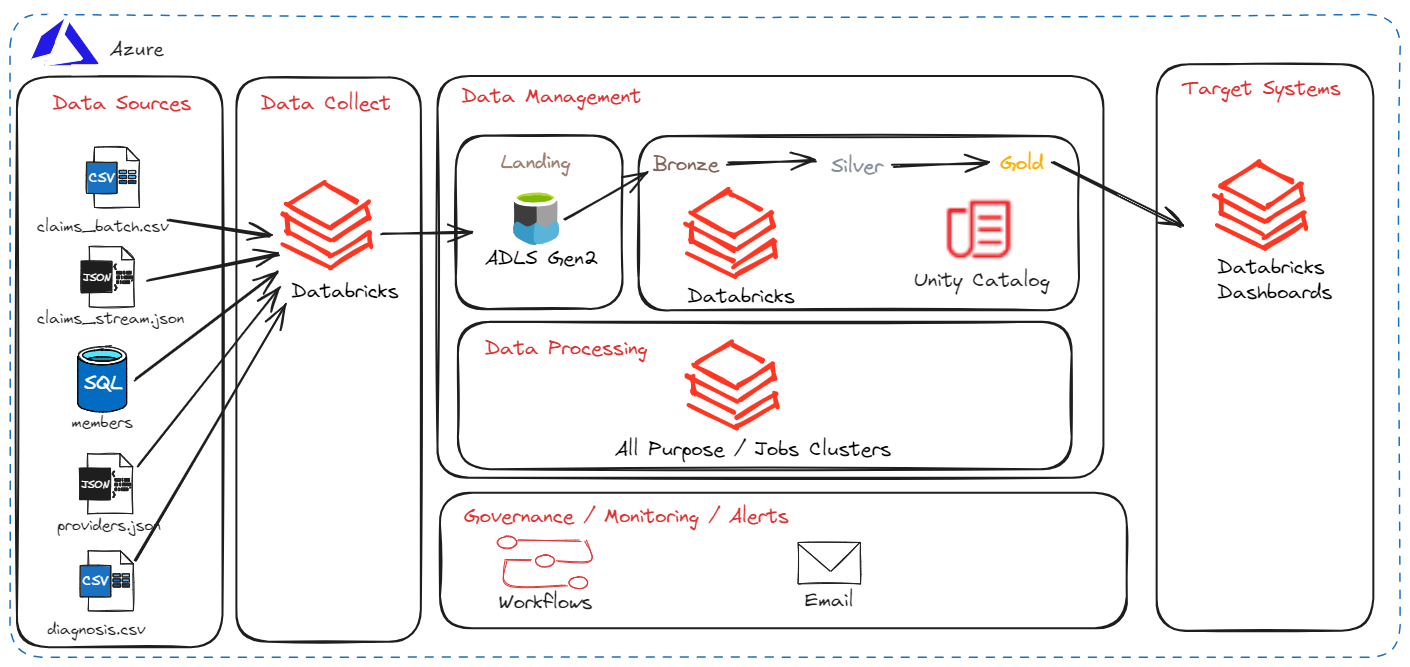 Azure
Data Sources
CSV
claims_batch.csv
JSON
claims_stream.json
SQL
members
JSON
providers.json
CSV
diagnosis.csv
Data Collect
Databricks
Data Management
Landing
ADLS Gen2
Bronze
Silver
Gold
Databricks
Unity Catalog
Data Processing
All Purpose / Jobs Clusters
Governance / Monitoring / Alerts
Workflows
Email
Target Systems
Databricks
Dashboards